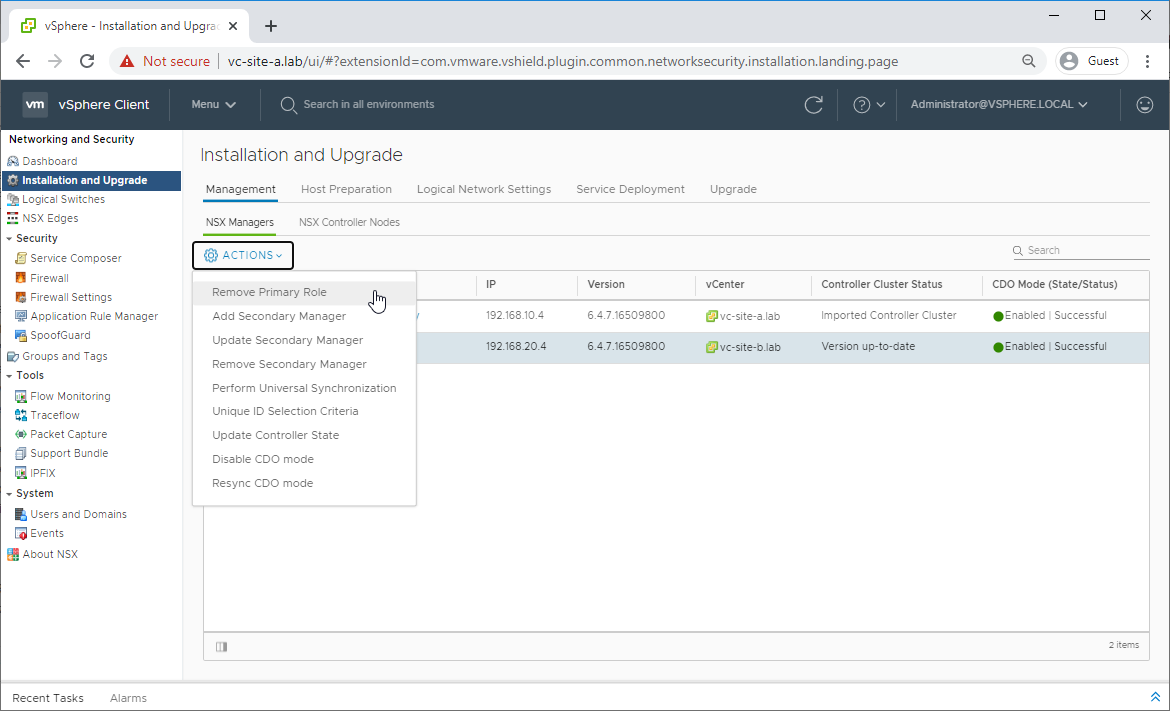 vSphere - Installation and Upgra
Not secure
vc-site-a.lab/ui/#?extensionId=com.vmware.vshield.plugin.common.networksecurity.installation.landing.page
Guest
vm
vSphere Client
Menu
Search in all environments
Administrator@VSPHERE.LOCAL
Networking and Security
Dashboard
Installation and Upgrade
Logical Switches
NSX Edges
Security
Service Composer
Firewall
Firewall Settings
Application Rule Manager
SpoofGuard
Groups and Tags
Tools
Flow Monitoring
Traceflow
Packet Capture
Support Bundle
IPFIX
System
Users and Domains
Events
About NSX
Installation and Upgrade
Management
Host Preparation
Logical Network Settings
Service Deployment
Upgrade
NSX Managers
NSX Controller Nodes
ACTIONS
Search
Remove Primary Role
Add Secondary Manager
Update Secondary Manager
Remove Secondary Manager
Perform Universal Synchronization
Unique ID Selection Criteria
Update Controller State
Disable CDO mode
Resync CDO mode
IP Version vCenter Controller Cluster Status CDO Mode (State/Status)
192.168.10.4 6.4.7.16509800 vc-site-a.lab Imported Controller Cluster Enabled | Successful
192.168.20.4 6.4.7.16509800 vc-site-b.lab Version up-to-date Enabled | Successful
2 items
Recent Tasks
Alarms